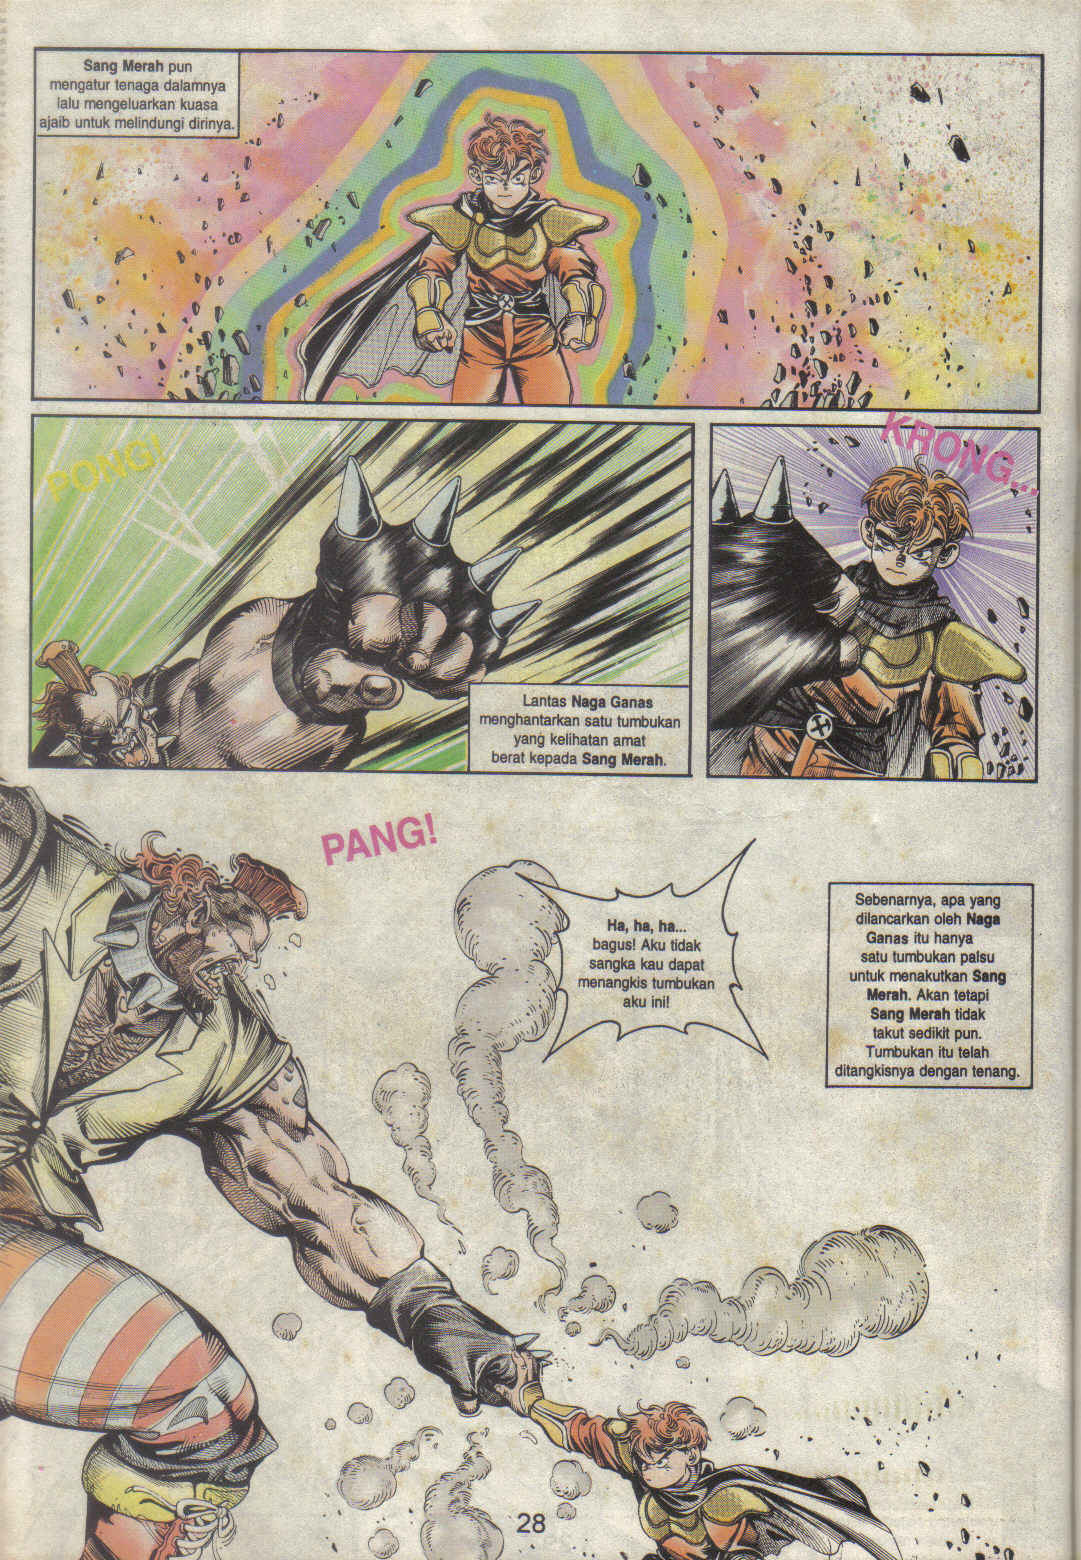 Sang Merah pun
mengatur tenaga dalamnya
lalu mengeluarkan kuasa
ajaib untuk melindungi dirinya.
PONG!
KRONG...
Lantas Naga Ganas
menghantarkan satu tumbukan
yang kelihatan amat
berat kepada Sang Merah.
PANG!
Ha, ha, ha...
bagus! Aku tidak
sangka kau dapat
menangkis tumbukan
aku ini!
Sebenarnya, apa yang
dilancarkan oleh Naga
Ganas itu hanya
satu tumbukan palsu
untuk menakutkan Sang
Merah. Akan tetapi
Sang Merah tidak
takut sedikit pun.
Tumbukan itu telah
ditangkisnya dengan tenang.
28